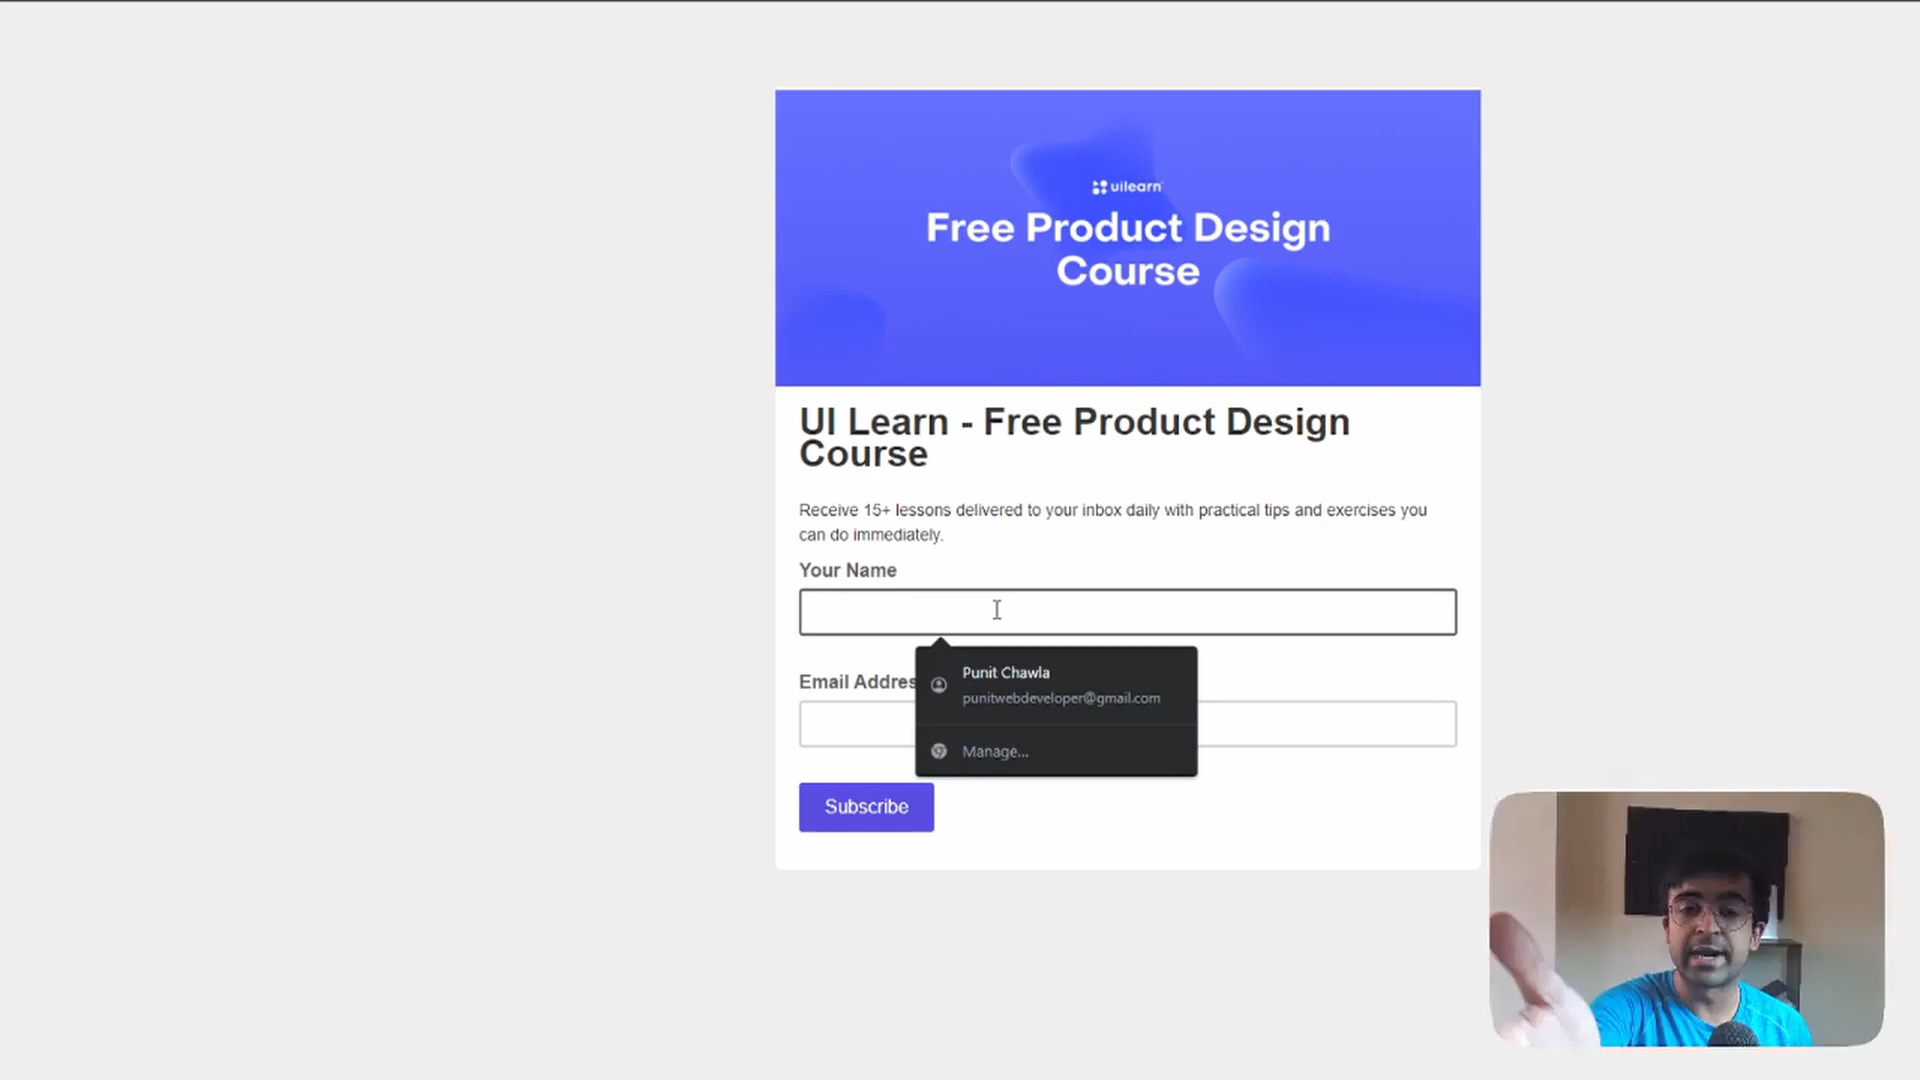 uilearn
Free Product Design
Course
UI Learn - Free Product Design
Course
Receive 15+ lessons delivered to your inbox daily with practical tips and exercises you
can do immediately.
Your Name
Email Addres
Punit Chawla
punitwebdeveloper@gmail.com
Manage...
Subscribe